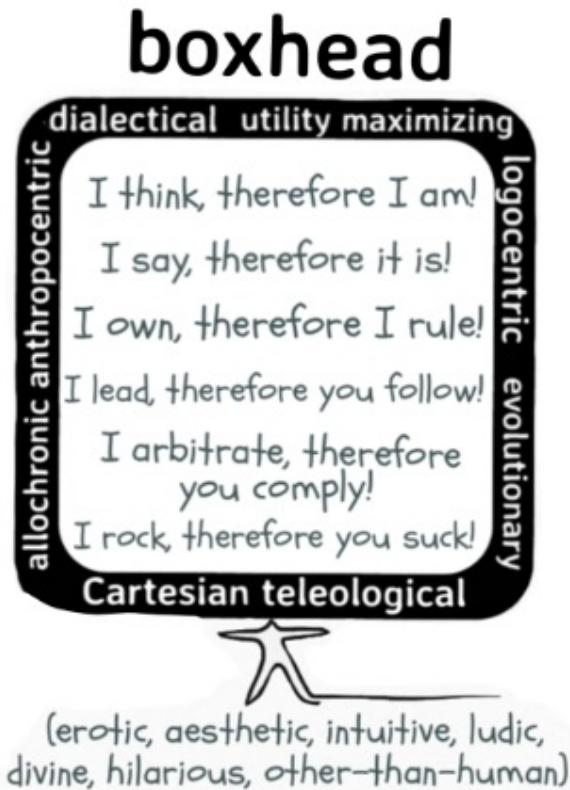 boxhead
dialectical utility maximizing
allochronic anthropocentric
logocentric evolutionary
I think, therefore I am!
I say, therefore it is!
I own, therefore I rule!
I lead, therefore you follow!
I arbitrate, therefore
you comply!
I rock, therefore you suck!
Cartesian teleological
(erotic, aesthetic, intuitive, ludic,
divine, hilarious, other-than-human)